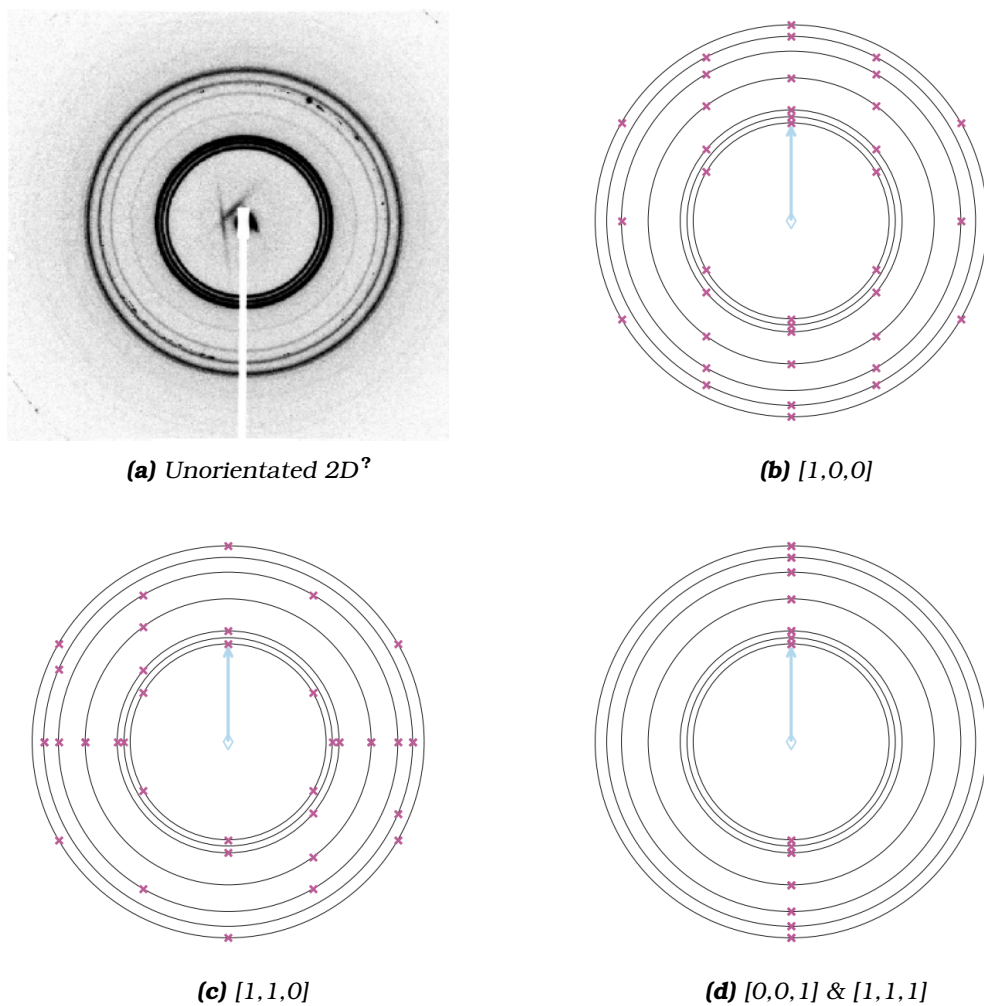 (a) Unorientated 2D?
(b) [1,0,0]
(c) [1,1,0]
(d) [0,0,1] & [1,1,1]